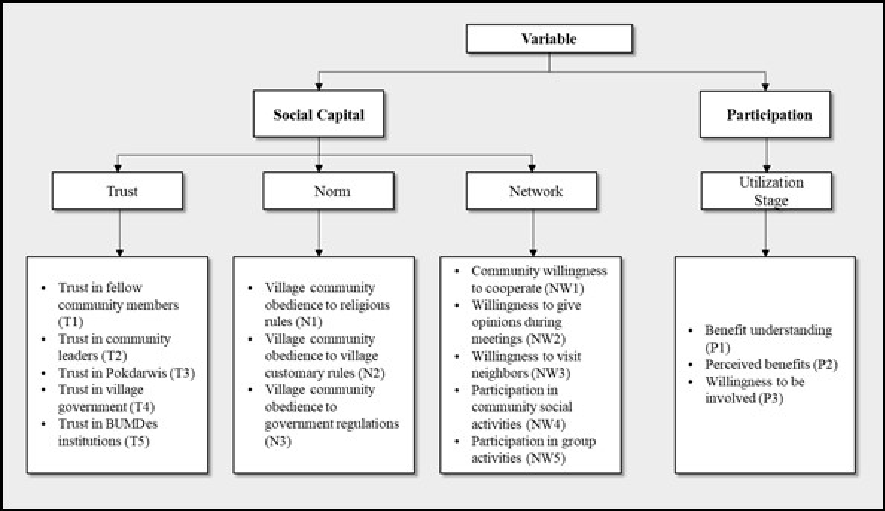 Variable
Social Capital
Participation
Trust
Norm
Network
Utilization
Stage
• Trust in fellow
community members
(T1)
• Trust in community
leaders (T2)
• Trust in Pokdarwis (T3)
• Trust in village
government (T4)
• Trust in BUMDes
institutions (T5)
• Village community
obedience to religious
rules (N1)
• Village community
obedience to village
customary rules (N2)
• Village community
obedience to
government regulations
(N3)
• Community willingness
to cooperate (NW1)
• Willingness to give
opinions during
meetings (NW2)
• Willingness to visit
neighbors (NW3)
• Participation in
community social
activities (NW4)
• Participation in group
activities (NW5)
• Benefit understanding
(P1)
• Perceived benefits (P2)
• Willingness to be
involved (P3)